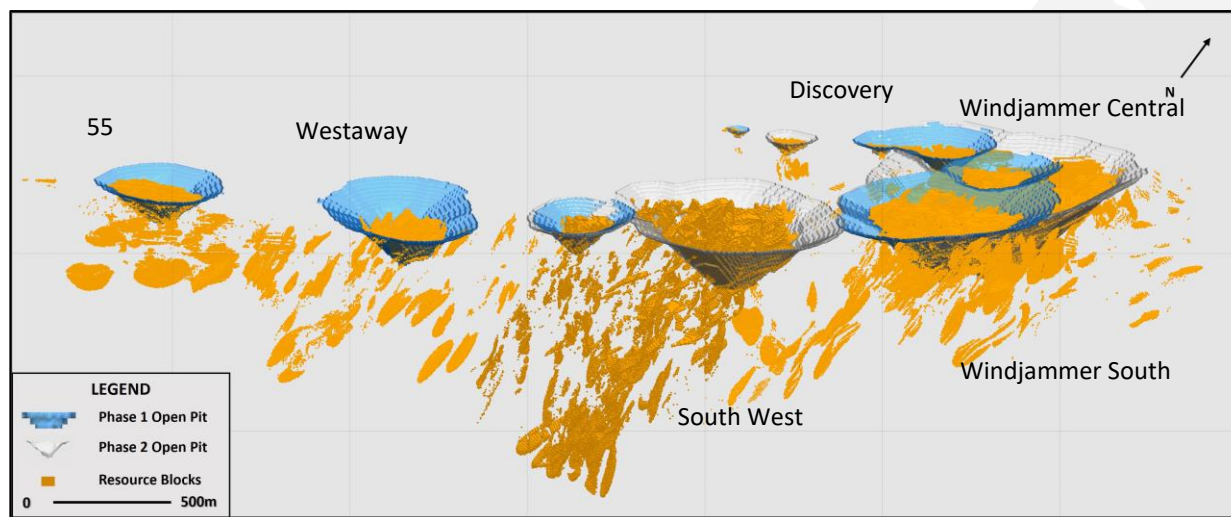 Discovery
Windjammer Central
55
Westaway
N
Windjammer South
South West
LEGEND
Phase 1 Open Pit
Phase 2 Open Pit
Resource Blocks
0 500m